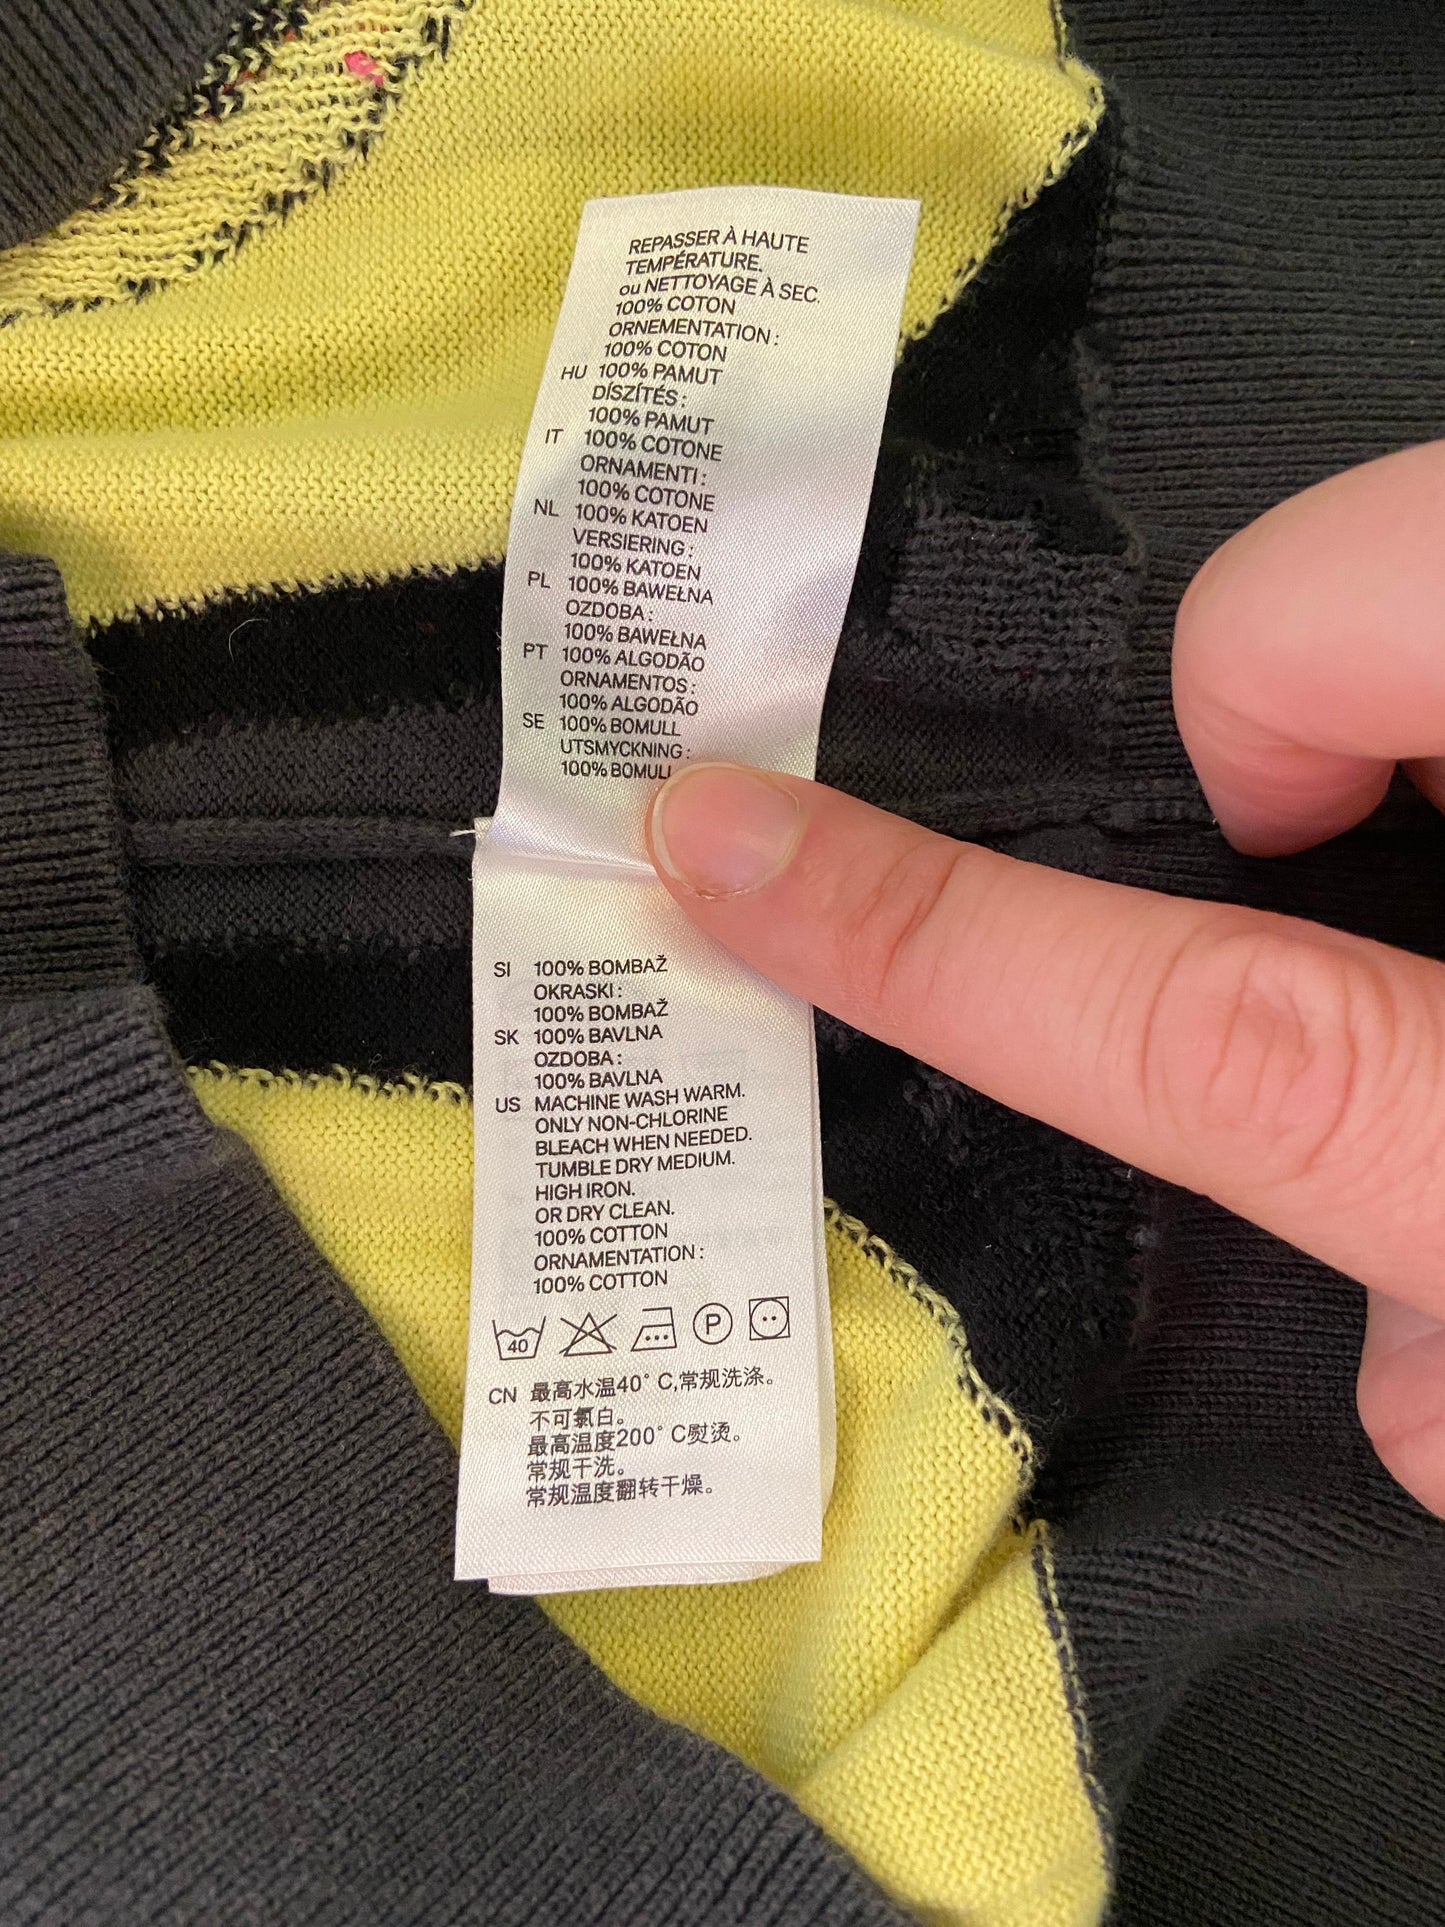 REPASSER À HAUTE
TEMPÉRATURE.
ou NETTOYAGE À SEC.
100% COTON
ORNEMENTATION :
100% COTON
HU 100% PAMUT
DÍSZÍTÉS :
100% PAMUT
IT 100% COTONE
ORNAMENTI :
100% COTONE
NL 100% KATOEN
VERSIERING :
100% KATOEN
PL 100% BAWEŁNA
OZDOBA :
100% BAWEŁNA
PT 100% ALGODÃO
ORNAMENTOS :
100% ALGODÃO
SE 100% BOMULL
UTSMYCKNING :
100% BOMULL
SI 100% BOMBAŽ
OKRASKI :
100% BOMBAŽ
SK 100% BAVLNA
OZDOBA :
100% BAVLNA
US MACHINE WASH WARM.
ONLY NON-CHLORINE
BLEACH WHEN NEEDED.
TUMBLE DRY MEDIUM.
HIGH IRON.
OR DRY CLEAN.
100% COTTON
ORNAMENTATION :
100% COTTON
40 P
CN 最高水温40° C,常规洗涤。
不可氯白。
最高温度200° C熨烫。
常规干洗。
常规温度翻转干燥。